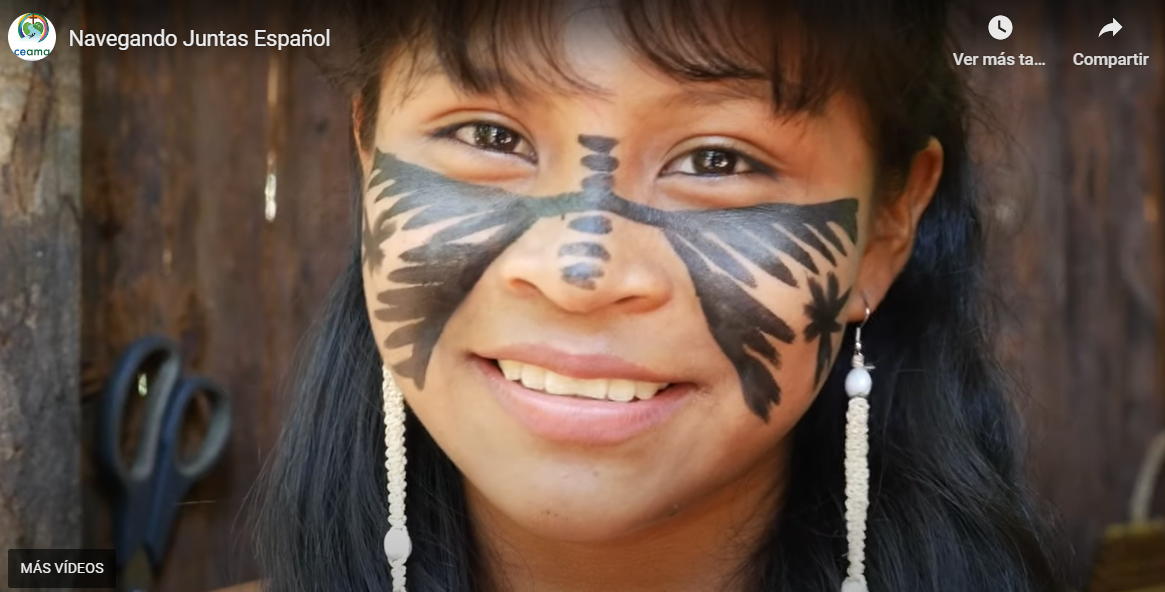 ceama
Navegando Juntas Español
Ver más ta...
Compartir
MÁS VÍDEOS